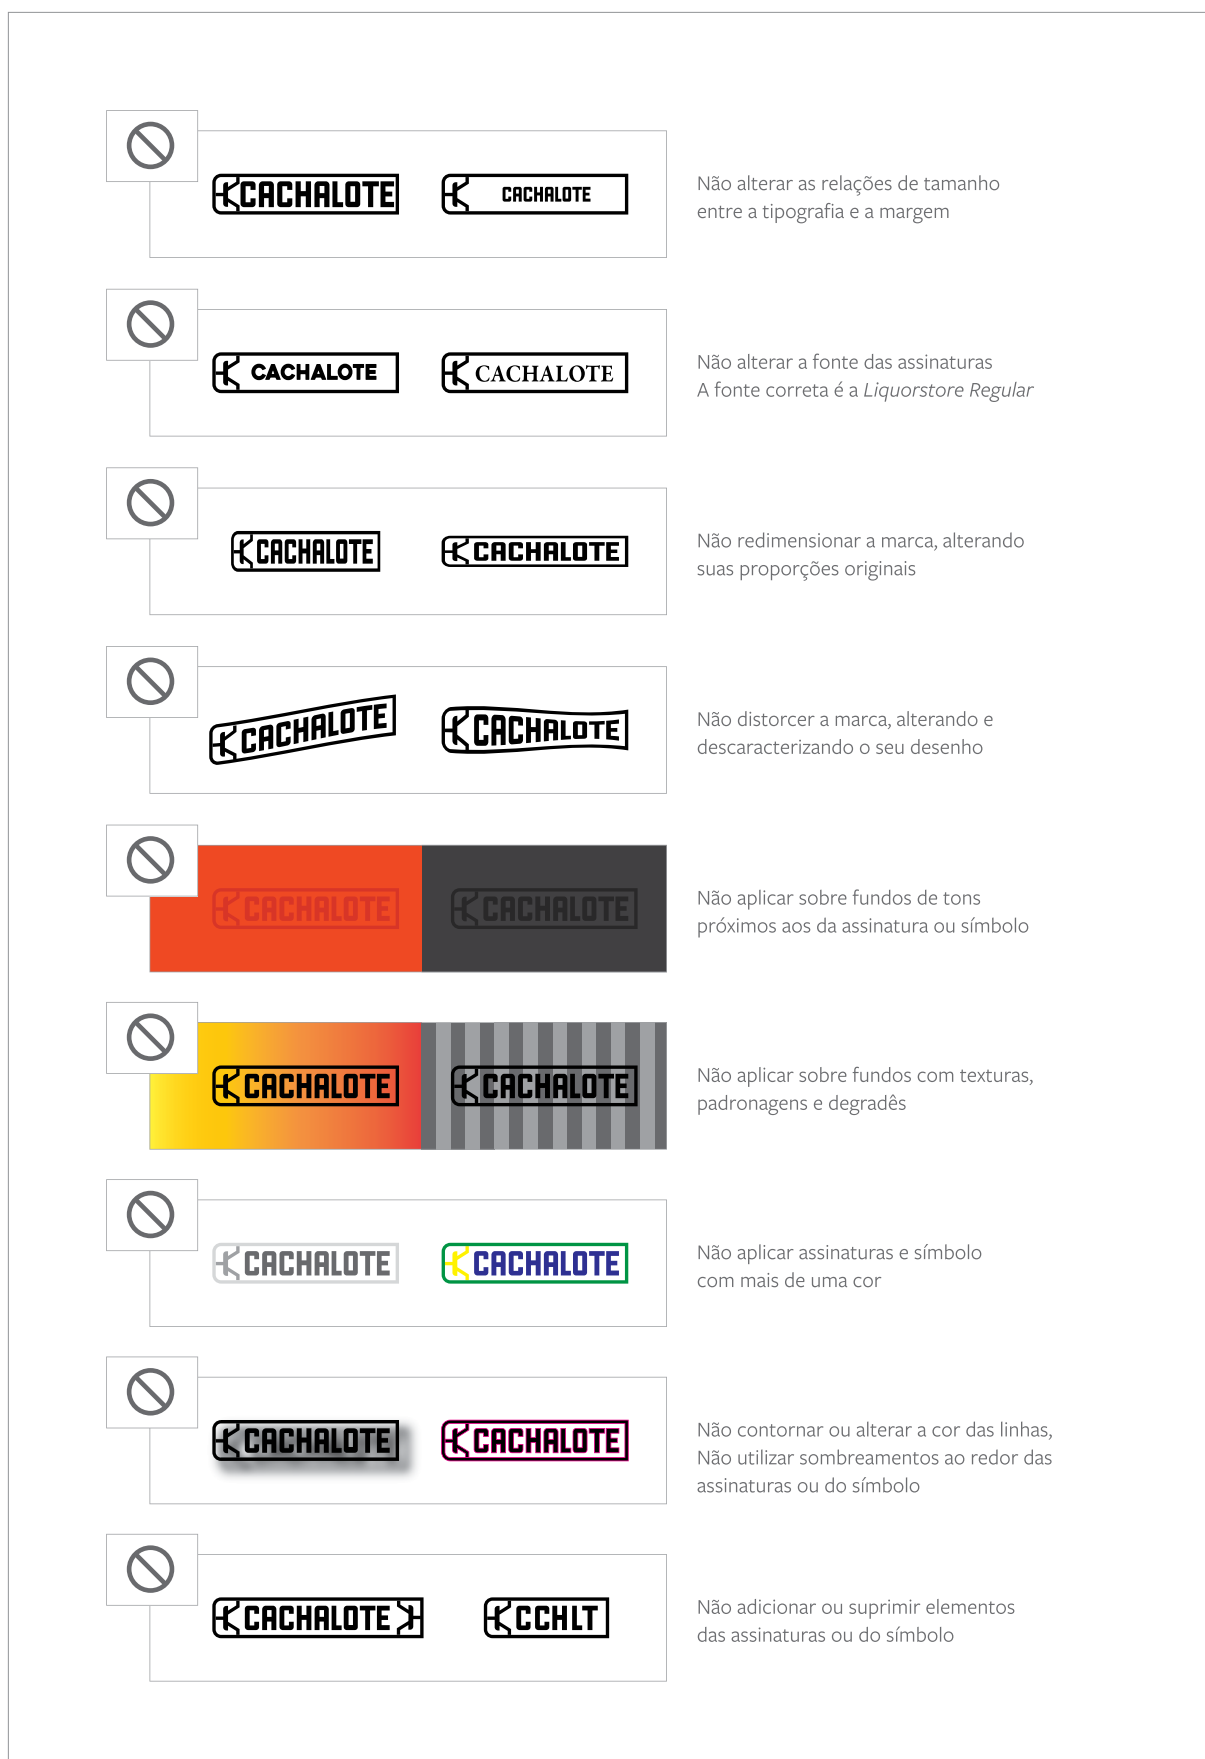 CACHALOTE CACHALOTE
Não alterar as relações de tamanho
entre a tipografia e a margem
CACHALOTE CACHALOTE
Não alterar a fonte das assinaturas
A fonte correta é a Liquorstore Regular
CACHALOTE CACHALOTE
Não redimensionar a marca, alterando
suas proporções originais
CACHALOTE CACHALOTE
Não distorcer a marca, alterando e
descaracterizando o seu desenho
CACHALOTE CACHALOTE
Não aplicar sobre fundos de tons
próximos aos da assinatura ou símbolo
CACHALOTE CACHALOTE
Não aplicar sobre fundos com texturas,
padronagens e degradês
CACHALOTE CACHALOTE
Não aplicar assinaturas e símbolo
com mais de uma cor
CACHALOTE CACHALOTE
Não contornar ou alterar a cor das linhas,
Não utilizar sombreamentos ao redor das
assinaturas ou do símbolo
CACHALOTE CCHLT
Não adicionar ou suprimir elementos
das assinaturas ou do símbolo